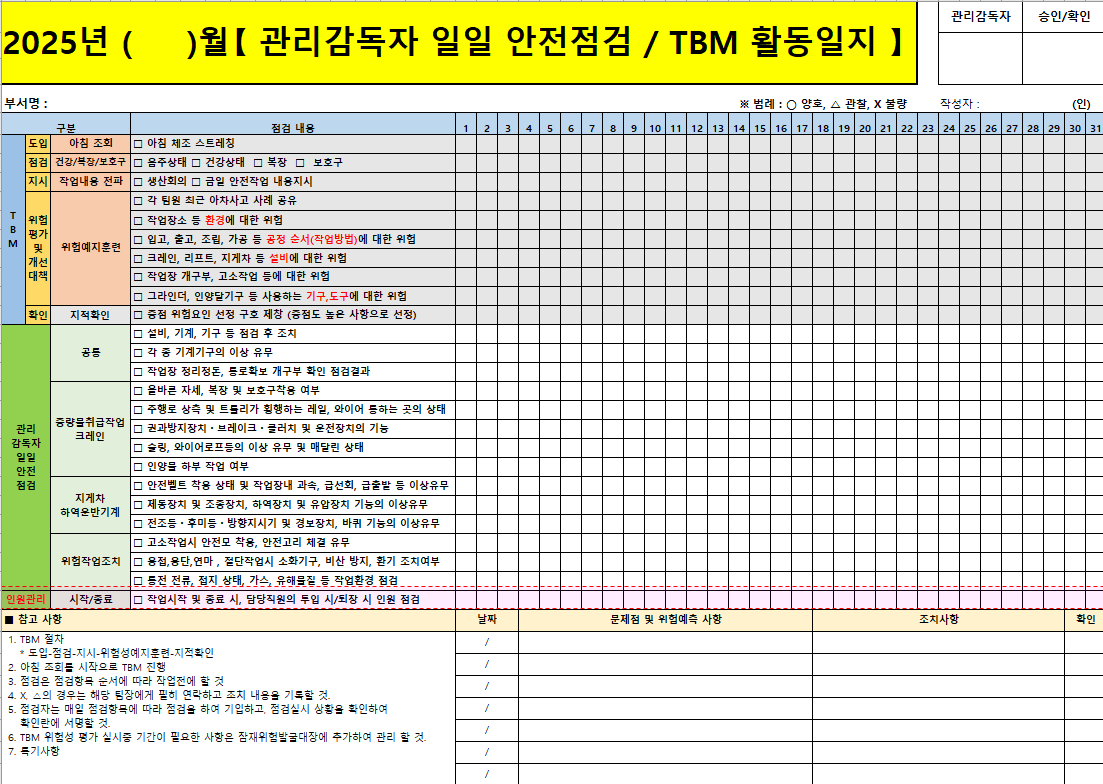 2025년 (      )월【 관리감독자 일일 안전점검 / TBM 활동일지 】
관리감독자 승인/확인
부서명 :
※ 범례 : ○ 양호, △ 관찰, X 불량 작성자 : (인)
구분 점검 내용 1 2 3 4 5 6 7 8 9 10 11 12 13 14 15 16 17 18 19 20 21 22 23 24 25 26 27 28 29 30 31
TBM
도입 아침 조회 □ 아침 체조 스트레칭
점검 건강/복장/보호구 □ 음주상태 □ 건강상태 □ 복장 □ 보호구
지시 작업내용 전파 □ 생산회의 □ 금일 안전작업 내용지시
위험
평가
및
개선
대책
위험예지훈련
□ 각 팀원 최근 아차사고 사례 공유
□ 작업장소 등 환경에 대한 위험
□ 입고, 출고, 조립, 가공 등 공정 순서(작업방법)에 대한 위험
□ 크레인, 리프트, 지게차 등 설비에 대한 위험
□ 작업장 개구부, 고소작업 등에 대한 위험
□ 그라인더, 인양달기구 등 사용하는 기구,도구에 대한 위험
확인 지적확인 □ 중점 위험요인 선정 구호 제창 (중점도 높은 사항으로 선정)
관리
감독자
일일
안전
점검
공통
□ 설비, 기계, 기구 등 점검 후 조치
□ 각 종 기계기구의 이상 유무
□ 작업장 정리정돈, 통로확보 개구부 확인 점검결과
중량물취급작업
크레인
□ 올바른 자세, 복장 및 보호구착용 여부
□ 주행로 상측 및 트롤리가 횡행하는 레일, 와이어 통하는 곳의 상태
□ 권과방지장치·브레이크·클러치 및 운전장치의 기능
□ 슬링, 와이어로프등의 이상 유무 및 매달린 상태
□ 인양물 하부 작업 여부
지게차
하역운반기계
□ 안전벨트 착용 상태 및 작업장내 과속, 급선회, 급출발 등 이상유무
□ 제동장치 및 조종장치, 하역장치 및 유압장치 기능의 이상유무
□ 전조등·후미등·방향지시기 및 경보장치, 바퀴 기능의 이상유무
위험작업조치
□ 고소작업시 안전모 착용, 안전고리 체결 유무
□ 용접,용단,연마 , 절단작업시 소화기구, 비산 방지, 환기 조치여부
□ 통전 전류, 접지 상태, 가스, 유해물질 등 작업환경 점검
인원관리 시작/종료 □ 작업시작 및 종료 시, 담당직원의 투입 시/퇴장 시 인원 점검
■ 참고 사항 날짜 문제점 및 위험예측 사항 조치사항 확인
1. TBM 절차
* 도입-점검-지시-위험성예지훈련-지적확인
2. 아침 조회를 시작으로 TBM 진행
3. 점검은 점검항목 순서에 따라 작업전에 할 것
4. X, △의 경우는 해당 팀장에게 필히 연락하고 조치 내용을 기록할 것.
5. 점검자는 매일 점검항목에 따라 점검을 하여 기입하고, 점검실시 상황을 확인하여
확인란에 서명할 것.
6. TBM 위험성 평가 실시중 기간이 필요한 사항은 잠재위험발굴대장에 추가하여 관리 할 것.
7. 특기사항
/
/
/
/
/
/
/